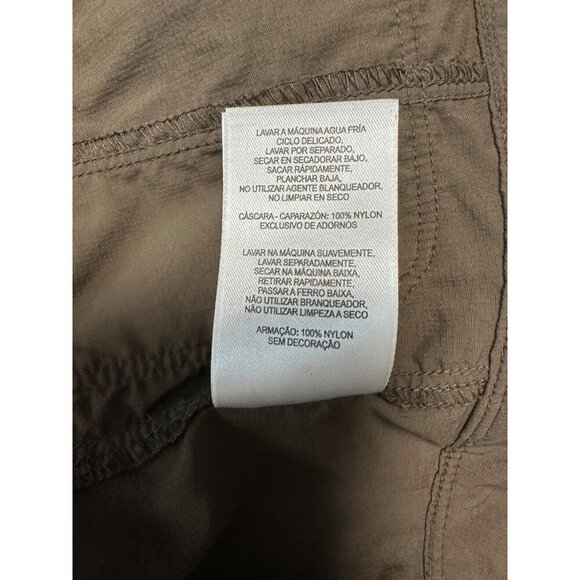 LAVAR A MÁQUINA AGUA FRÍA
CICLO DELICADO,
LAVAR POR SEPARADO,
SECAR EN SECADORAR BAJO,
SACAR RÁPIDAMENTE,
PLANCHAR BAJA,
NO UTILIZAR AGENTE BLANQUEADOR,
NO LIMPIAR EN SECO
CÁSCARA - CAPARAZÓN: 100% NYLON
EXCLUSIVO DE ADORNOS
LAVAR NA MÁQUINA SUAVEMENTE,
LAVAR SEPARADAMENTE,
SECAR NA MÁQUINA BAIXA,
RETIRAR RAPIDAMENTE,
PASSAR A FERRO BAIXA,
NÃO UTILIZAR BRANQUEADOR,
NÃO UTILIZAR LIMPEZA A SECO
ARMAÇÃO: 100% NYLON
SEM DECORAÇÃO